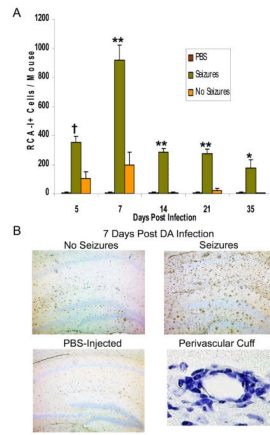 A
1200
1000
800
600
400
200
0
RCA-I+ Cells / Mouse
PBS
Seizures
No Seizures
†
**
**
**
*
5 7 14 21 35
Days Post Infection
B
7 Days Post DA Infection
No Seizures Seizures
PBS-Injected Perivascular Cuff